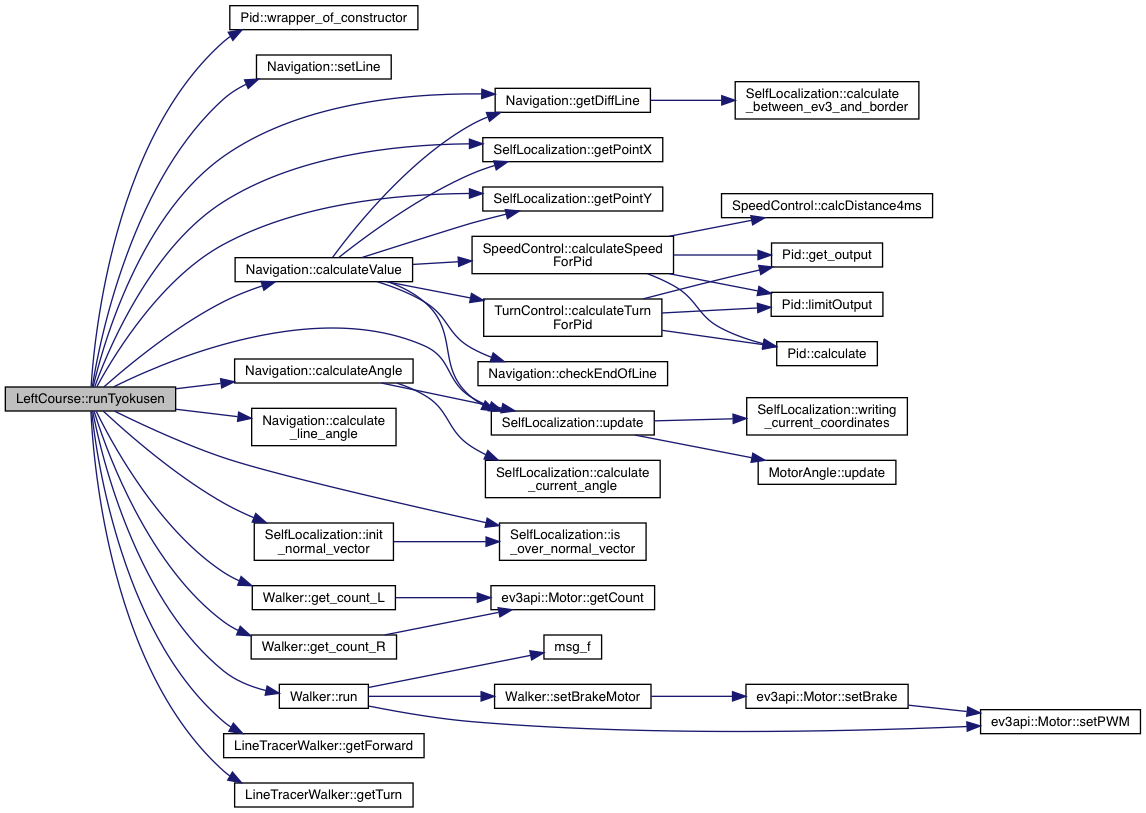 Pid::wrapper_of_constructor
Navigation::setLine
Navigation::getDiffLine
SelfLocalization::calculate
_between_ev3_and_border
SelfLocalization::getPointX
SelfLocalization::getPointY
SpeedControl::calcDistance4ms
SpeedControl::calculateSpeed
ForPid
Pid::get_output
Navigation::calculateValue
TurnControl::calculateTurn
ForPid
Pid::limitOutput
Pid::calculate
Navigation::calculateAngle
Navigation::checkEndOfLine
LeftCourse::runTyokusen
Navigation::calculate
_line_angle
SelfLocalization::update
SelfLocalization::writing
_current_coordinates
MotorAngle::update
SelfLocalization::calculate
_current_angle
SelfLocalization::init
_normal_vector
SelfLocalization::is
_over_normal_vector
Walker::get_count_L
ev3api::Motor::getCount
Walker::get_count_R
msg_f
Walker::run
Walker::setBrakeMotor
ev3api::Motor::setBrake
ev3api::Motor::setPWM
LineTracerWalker::getForward
LineTracerWalker::getTurn